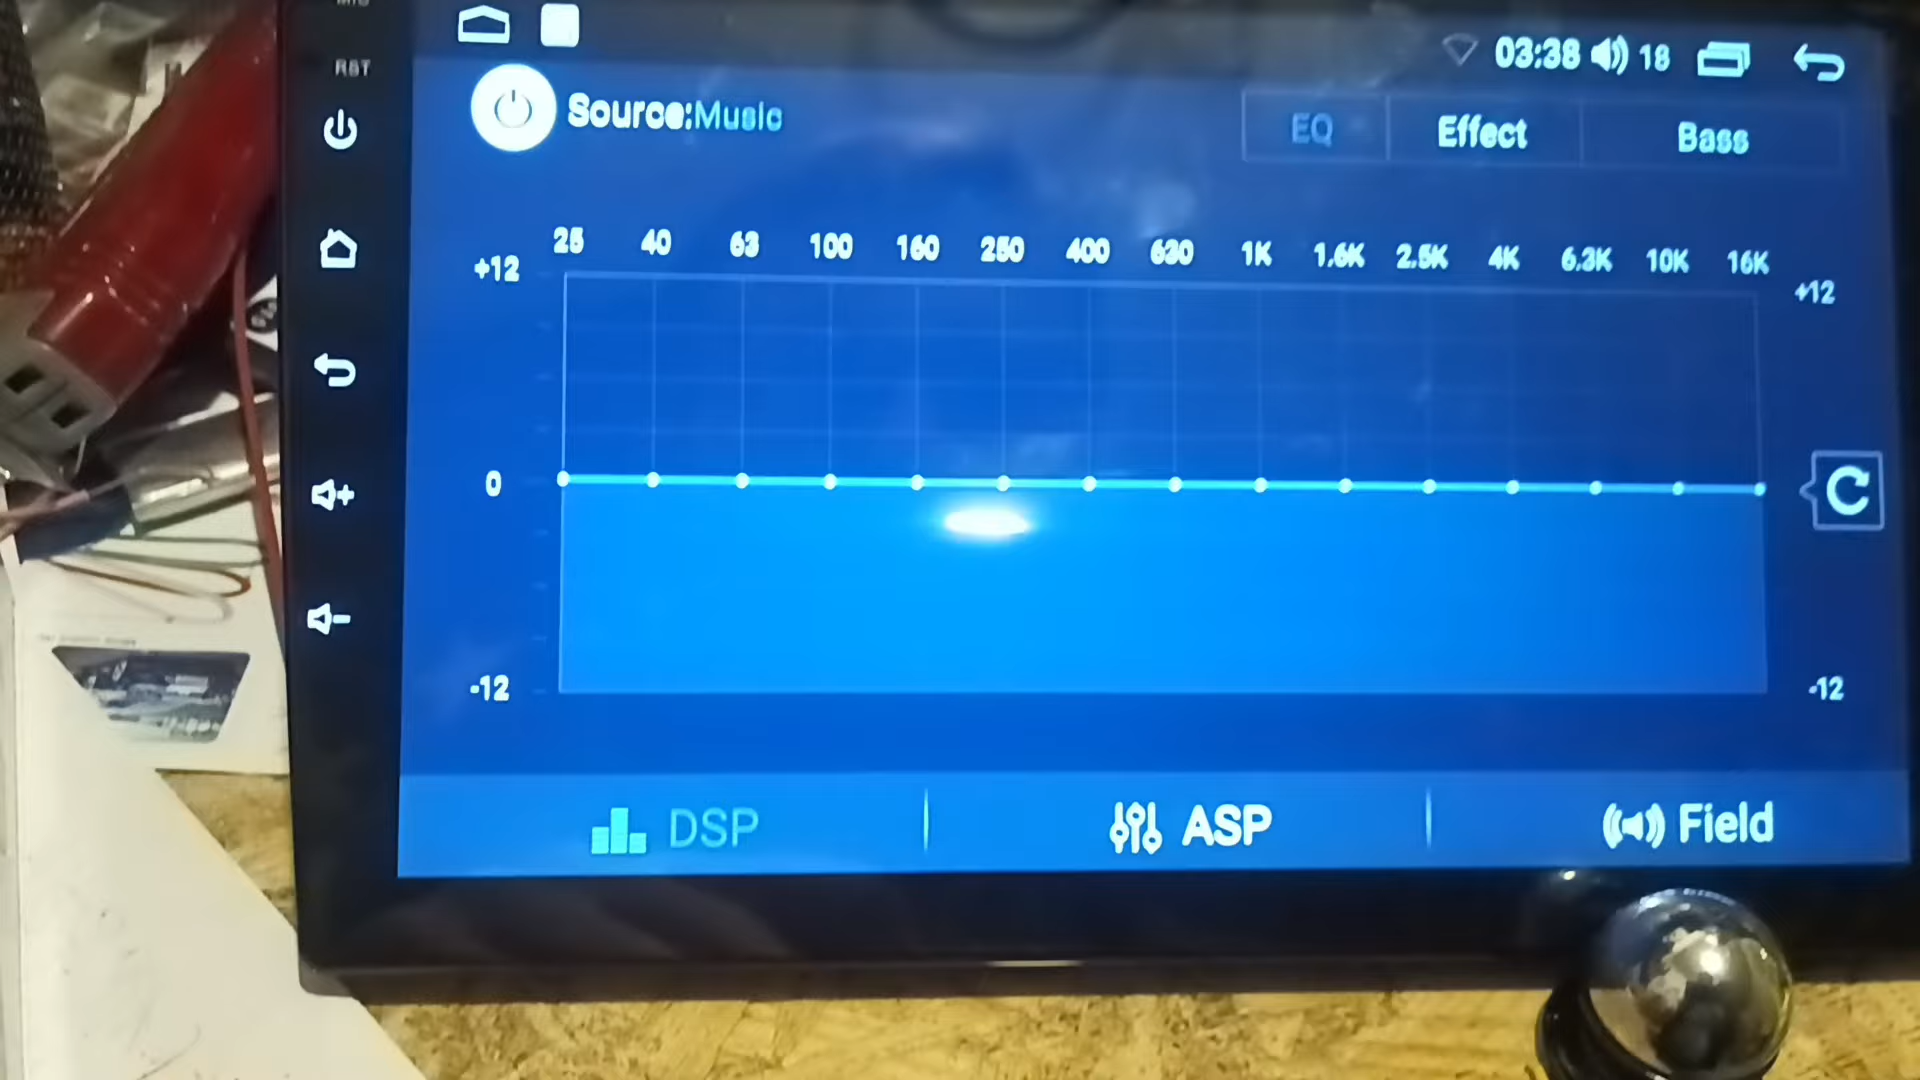 RST
03:38 18
Source:Music
EQ Effect Bass
25 40 63 100 160 250 400 630 1K 1.6K 2.5K 4K 6.3K 10K 16K
+12 +12
0
-12 -12
DSP ASP Field